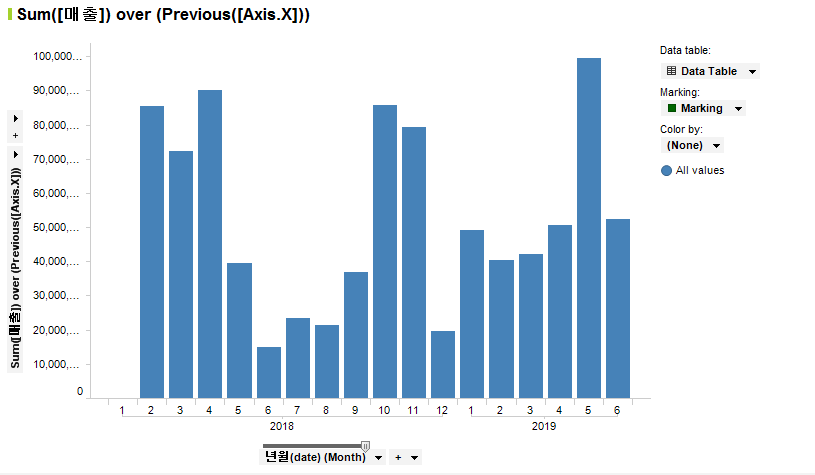 Sum([매출]) over (Previous([Axis.X]))
Data table:
Data Table
Marking:
Marking
Color by:
(None)
All values
100,000,...
90,000,...
80,000,...
70,000,...
60,000,...
50,000,...
40,000,...
30,000,...
20,000,...
10,000,...
0
+
Sum([매출]) over (Previous([Axis.X]))
1 2 3 4 5 6 7 8 9 10 11 12 1 2 3 4 5 6
2018 2019
년월(date) (Month) +